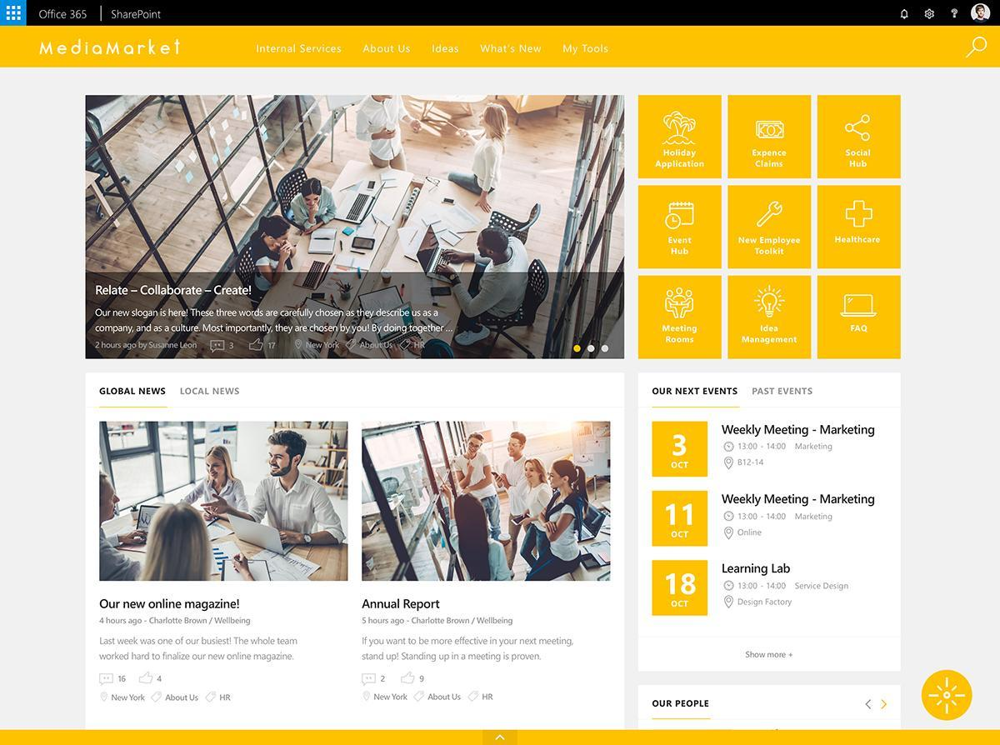 Office 365
SharePoint
MediaMarket
Internal Services
About Us
Ideas
What's New
My Tools
Relate – Collaborate – Create!
Our new slogan is here! These three words are carefully chosen as they describe us as a
company, and as a culture. Most importantly, they are chosen by you! By doing together ...
2 hours ago by Susanne Leon 3 17 New York About Us HR
Holiday
Application
Expence
Claims
Social
Hub
Event
Hub
New Employee
Toolkit
Healthcare
Meeting
Rooms
Idea
Management
FAQ
GLOBAL NEWS
LOCAL NEWS
Our new online magazine!
4 hours ago - Charlotte Brown / Wellbeing
Last week was one of our busiest! The whole team
worked hard to finalize our new online magazine.
16 4
New York About Us HR
Annual Report
5 hours ago - Charlotte Brown / Wellbeing
If you want to be more effective in your next meeting,
stand up! Standing up in a meeting is proven.
2 9
New York About Us HR
OUR NEXT EVENTS
PAST EVENTS
3
OCT
Weekly Meeting - Marketing
13:00 - 14:00 Marketing
B12-14
11
OCT
Weekly Meeting - Marketing
13:00 - 14:00 Marketing
Online
18
OCT
Learning Lab
13:00 - 14:00 Service Design
Design Factory
Show more +
OUR PEOPLE